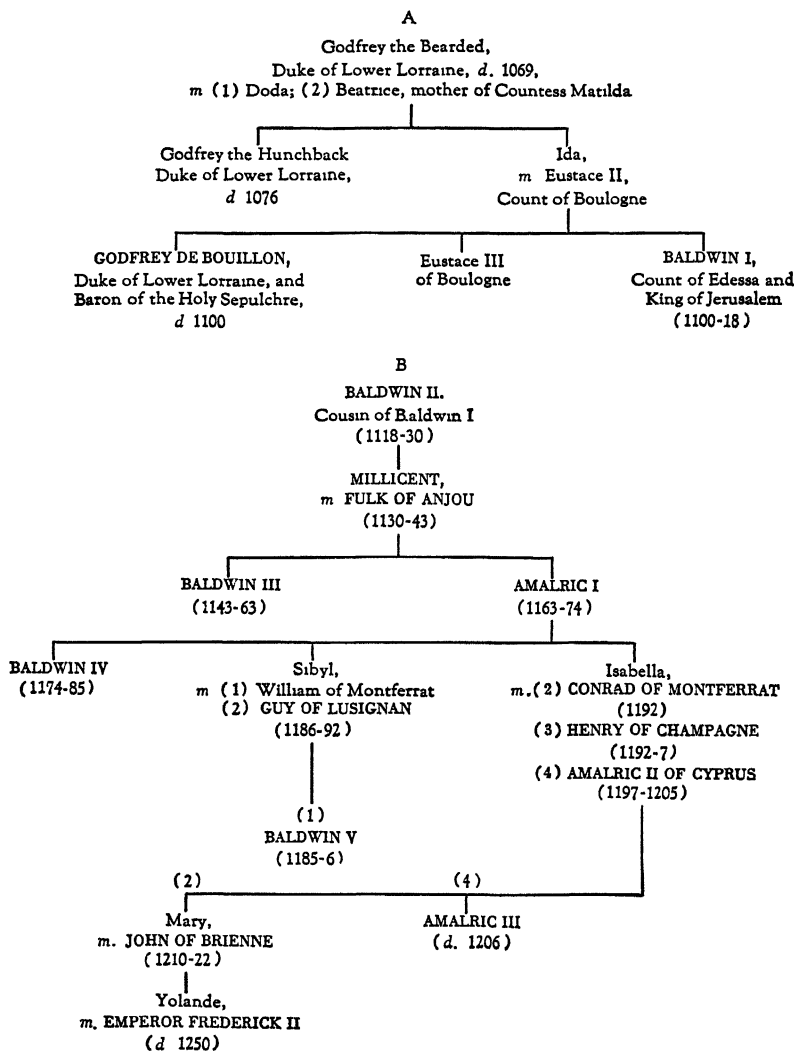 A
Godfrey the Bearded,
Duke of Lower Lorraine, d. 1069,
m (1) Doda; (2) Beatrice, mother of Countess Matilda
Godfrey the Hunchback
Duke of Lower Lorraine,
d 1076
Ida,
m Eustace II,
Count of Boulogne
GODFREY DE BOUILLON,
Duke of Lower Lorraine, and
Baron of the Holy Sepulchre,
d 1100
Eustace III
of Boulogne
BALDWIN I,
Count of Edessa and
King of Jerusalem
(1100-18)
B
BALDWIN II.
Cousin of Baldwin I
(1118-30)
MILLICENT,
m FULK OF ANJOU
(1130-43)
BALDWIN III
(1143-63)
AMALRIC I
(1163-74)
BALDWIN IV
(1174-85)
Sibyl,
m (1) William of Montferrat
(2) GUY OF LUSIGNAN
(1186-92)
Isabella,
m.(2) CONRAD OF MONTFERRAT
(1192)
(3) HENRY OF CHAMPAGNE
(1192-7)
(4) AMALRIC II OF CYPRUS
(1197-1205)
(1)
BALDWIN V
(1185-6)
(2)
Mary,
m. JOHN OF BRIENNE
(1210-22)
(4)
AMALRIC III
(d. 1206)
Yolande,
m. EMPEROR FREDERICK II
(d 1250)